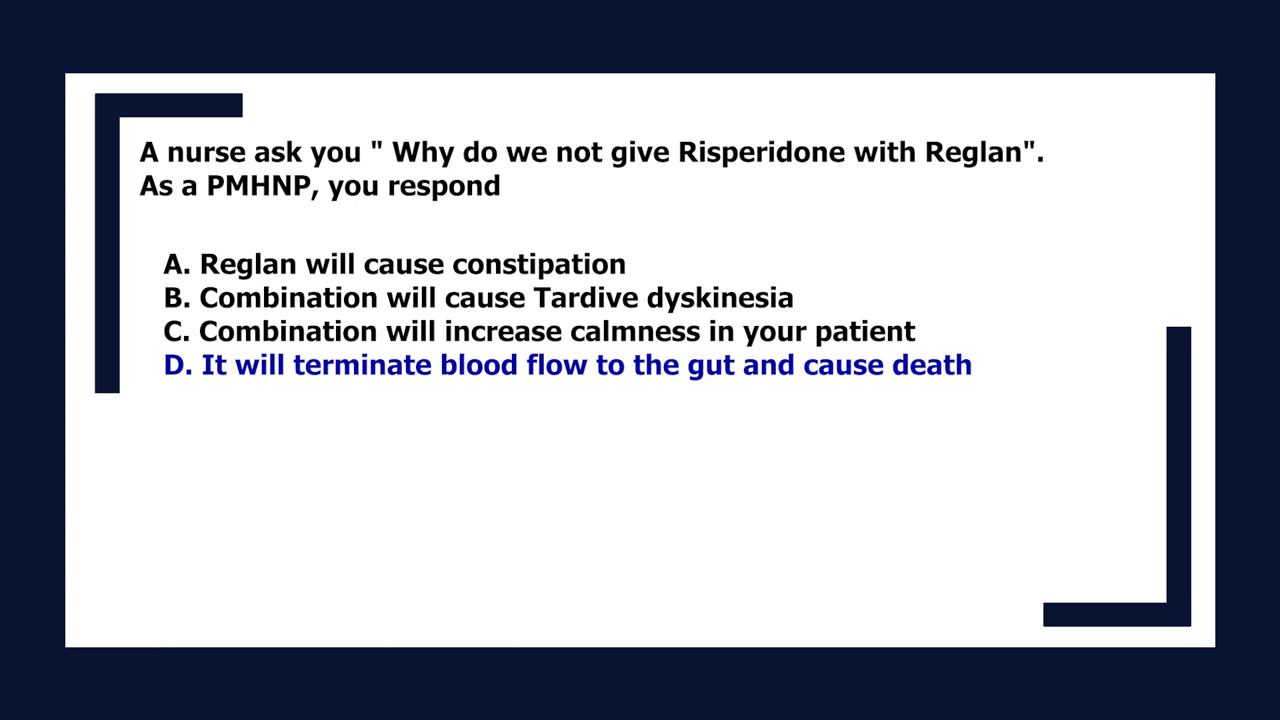 A nurse ask you " Why do we not give Risperidone with Reglan".
As a PMHNP, you respond
A. Reglan will cause constipation
B. Combination will cause Tardive dyskinesia
C. Combination will increase calmness in your patient
D. It will terminate blood flow to the gut and cause death